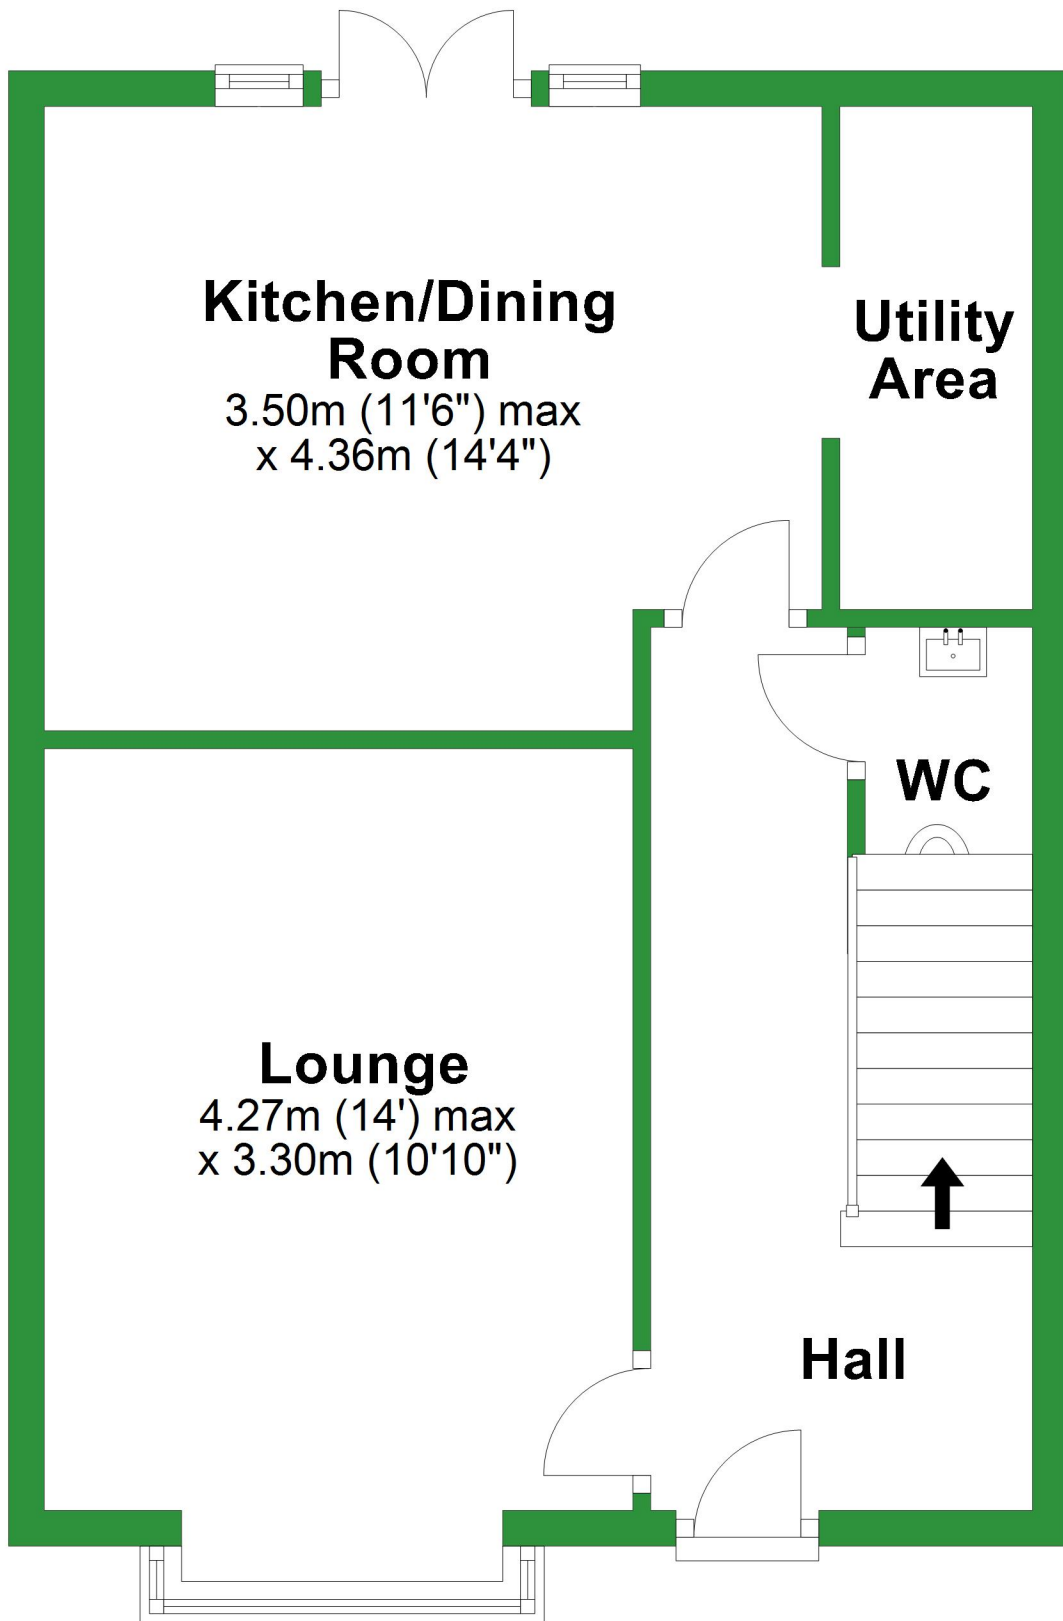 Kitchen/Dining
Room
3.50m (11'6") max
x 4.36m (14'4")
Utility
Area
WC
Lounge
4.27m (14') max
x 3.30m (10'10")
Hall